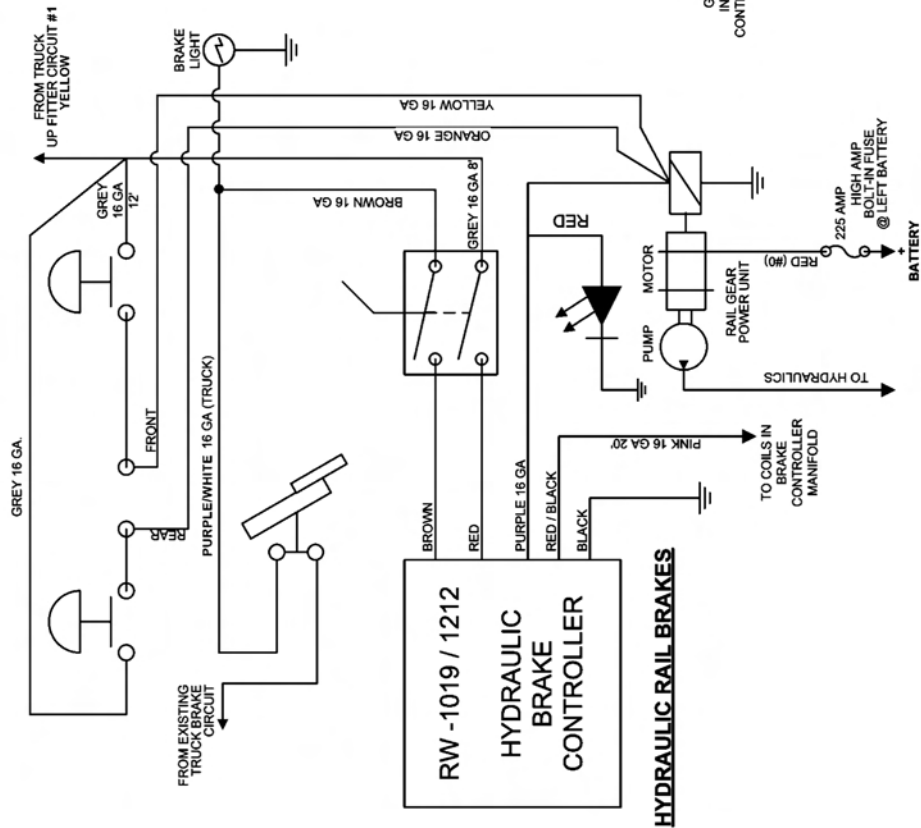 FROM TRUCK
UP FITTER CIRCUIT #1
YELLOW
GREY 16 GA.
GREY
16 GA
12'
BRAKE
LIGHT
FRONT
REAR
YELLOW 16 GA
ORANGE 16 GA
PURPLE/WHITE 16 GA (TRUCK)
BROWN 16 GA
GREY 16 GA 8'
FROM EXISTING
TRUCK BRAKE
CIRCUIT
BROWN
RED
PURPLE 16 GA
RED / BLACK
BLACK
RW -1019 / 1212
HYDRAULIC
BRAKE
CONTROLLER
RED
MOTOR
PUMP
RAIL GEAR
POWER UNIT
RED (#0)
225 AMP
HIGH AMP
BOLT-IN FUSE
@ LEFT BATTERY
+
BATTERY
TO HYDRAULICS
PINK 16 GA 20'
TO COILS IN
BRAKE
CONTROLLER
MANIFOLD
HYDRAULIC RAIL BRAKES